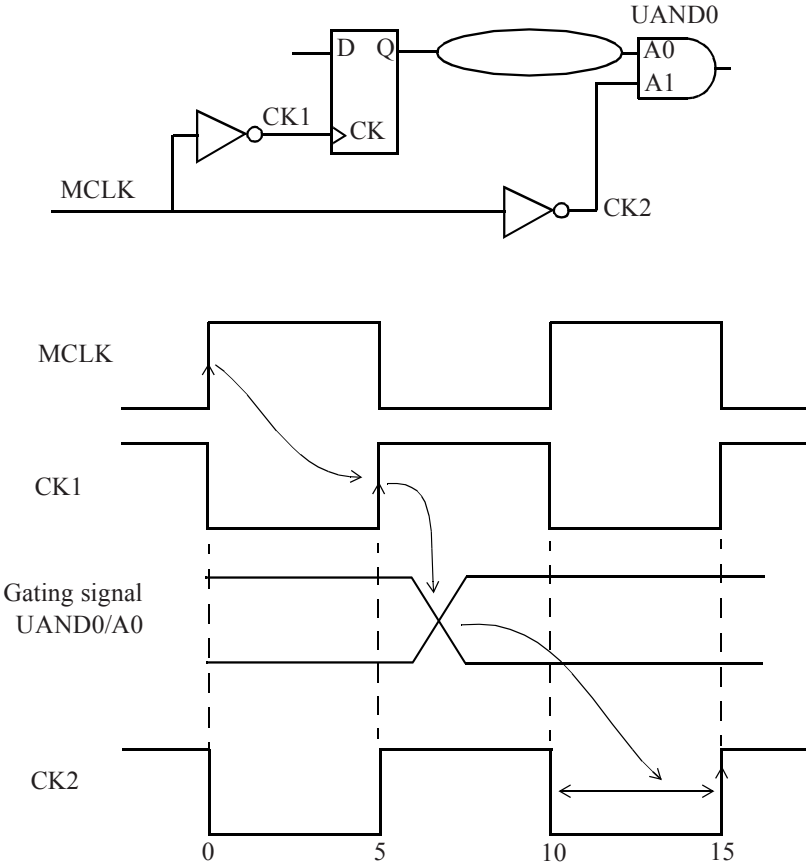 UAND0
D Q
A0
A1
CK1
CK
MCLK
CK2
MCLK
CK1
Gating signal
UAND0/A0
CK2
0 5 10 15